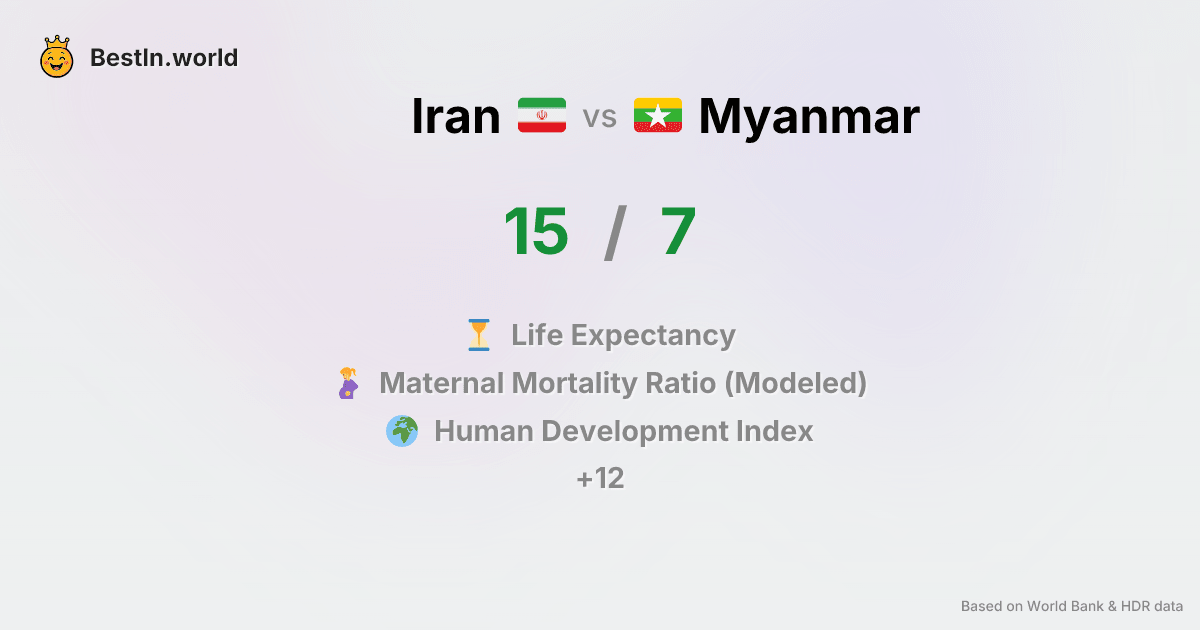 BestIn.world
Iran vs Myanmar
15 / 7
Life Expectancy
Maternal Mortality Ratio (Modeled)
Human Development Index
+12
Based on World Bank & HDR data